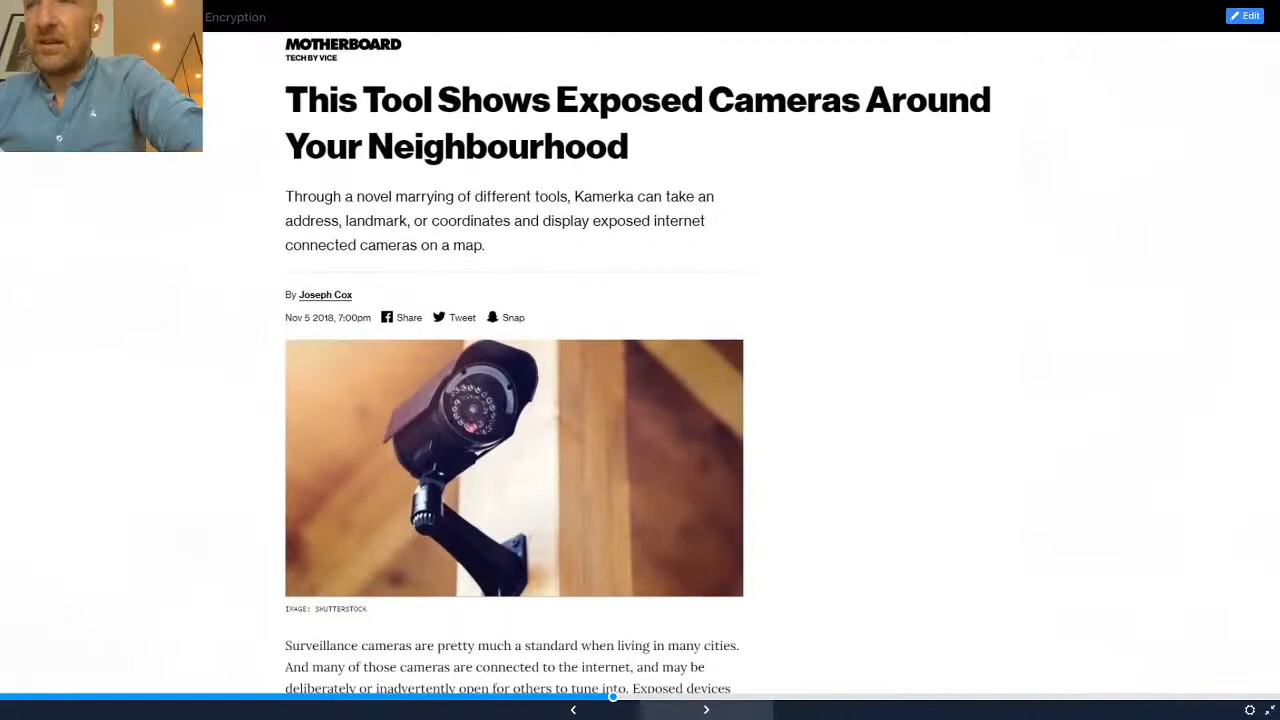 Encryption
Edit
MOTHERBOARD
TECH BY VICE
This Tool Shows Exposed Cameras Around
Your Neighbourhood
Through a novel marrying of different tools, Kamerka can take an
address, landmark, or coordinates and display exposed internet
connected cameras on a map.
By Joseph Cox
Nov 5 2018, 7:00pm Share Tweet Snap
IMAGE: SHUTTERSTOCK
Surveillance cameras are pretty much a standard when living in many cities.
And many of those cameras are connected to the internet, and may be
deliberately or inadvertently open for others to tune into. Exposed devices